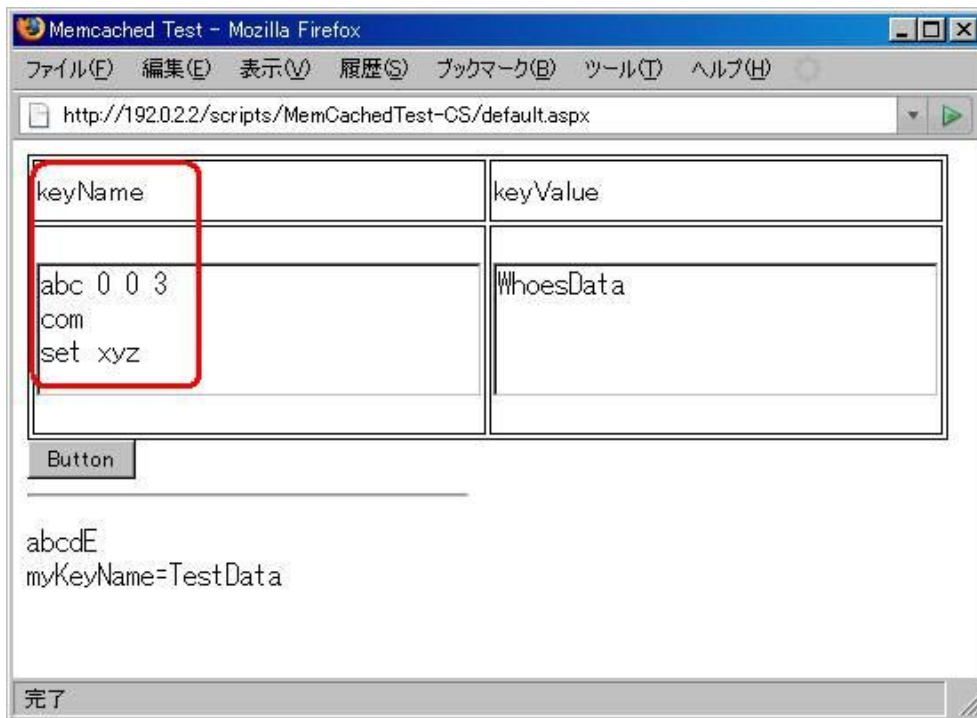 Memcached Test - Mozilla Firefox
ファイル(F) 編集(E) 表示(V) 履歴(S) ブックマーク(B) ツール(T) ヘルプ(H)
http://192.0.2.2/scripts/MemCachedTest-CS/default.aspx
keyName keyValue
abc 0 0 3 WhoesData
com
set xyz
Button
abcdE
myKeyName=TestData
完了